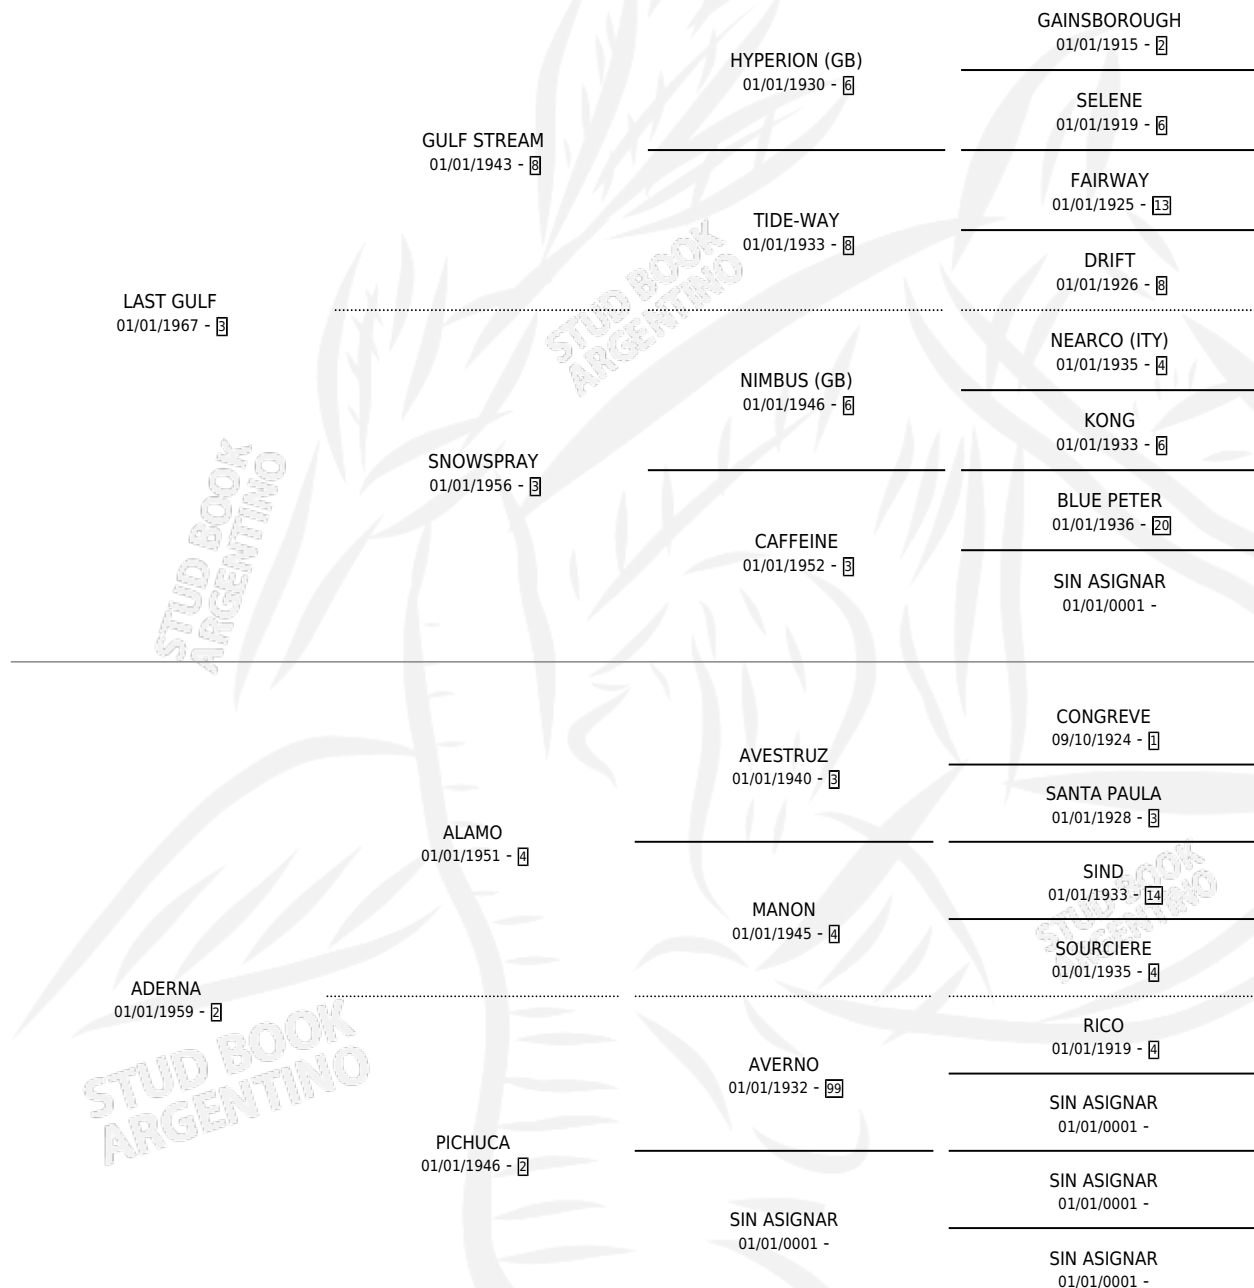 GAINSBOROUGH
01/01/1915 - 2
HYPERION (GB)
01/01/1930 - 6
SELENE
01/01/1919 - 6
GULF STREAM
01/01/1943 - 8
FAIRWAY
01/01/1925 - 13
TIDE-WAY
01/01/1933 - 8
DRIFT
01/01/1926 - 8
LAST GULF
01/01/1967 - 3
STUD BOOK
ARGENTINO
NEARCO (ITY)
01/01/1935 - 4
NIMBUS (GB)
01/01/1946 - 6
KONG
01/01/1933 - 6
SNOWSPRAY
01/01/1956 - 3
BLUE PETER
01/01/1936 - 20
CAFFEINE
01/01/1952 - 3
SIN ASIGNAR
01/01/0001 -
STUD BOOK
ARGENTINO
CONGREVE
09/10/1924 - 1
AVESTRUZ
01/01/1940 - 3
SANTA PAULA
01/01/1928 - 3
ALAMO
01/01/1951 - 4
SIND
01/01/1933 - 14
MANON
01/01/1945 - 4
STUD BOOK
ARGENTINO
SOURCIERE
01/01/1935 - 4
ADERNA
01/01/1959 - 2
RICO
01/01/1919 - 4
AVERNO
01/01/1932 - 99
STUD BOOK
ARGENTINO
SIN ASIGNAR
01/01/0001 -
PICHUCA
01/01/1946 - 2
SIN ASIGNAR
01/01/0001 -
SIN ASIGNAR
01/01/0001 -
SIN ASIGNAR
01/01/0001 -